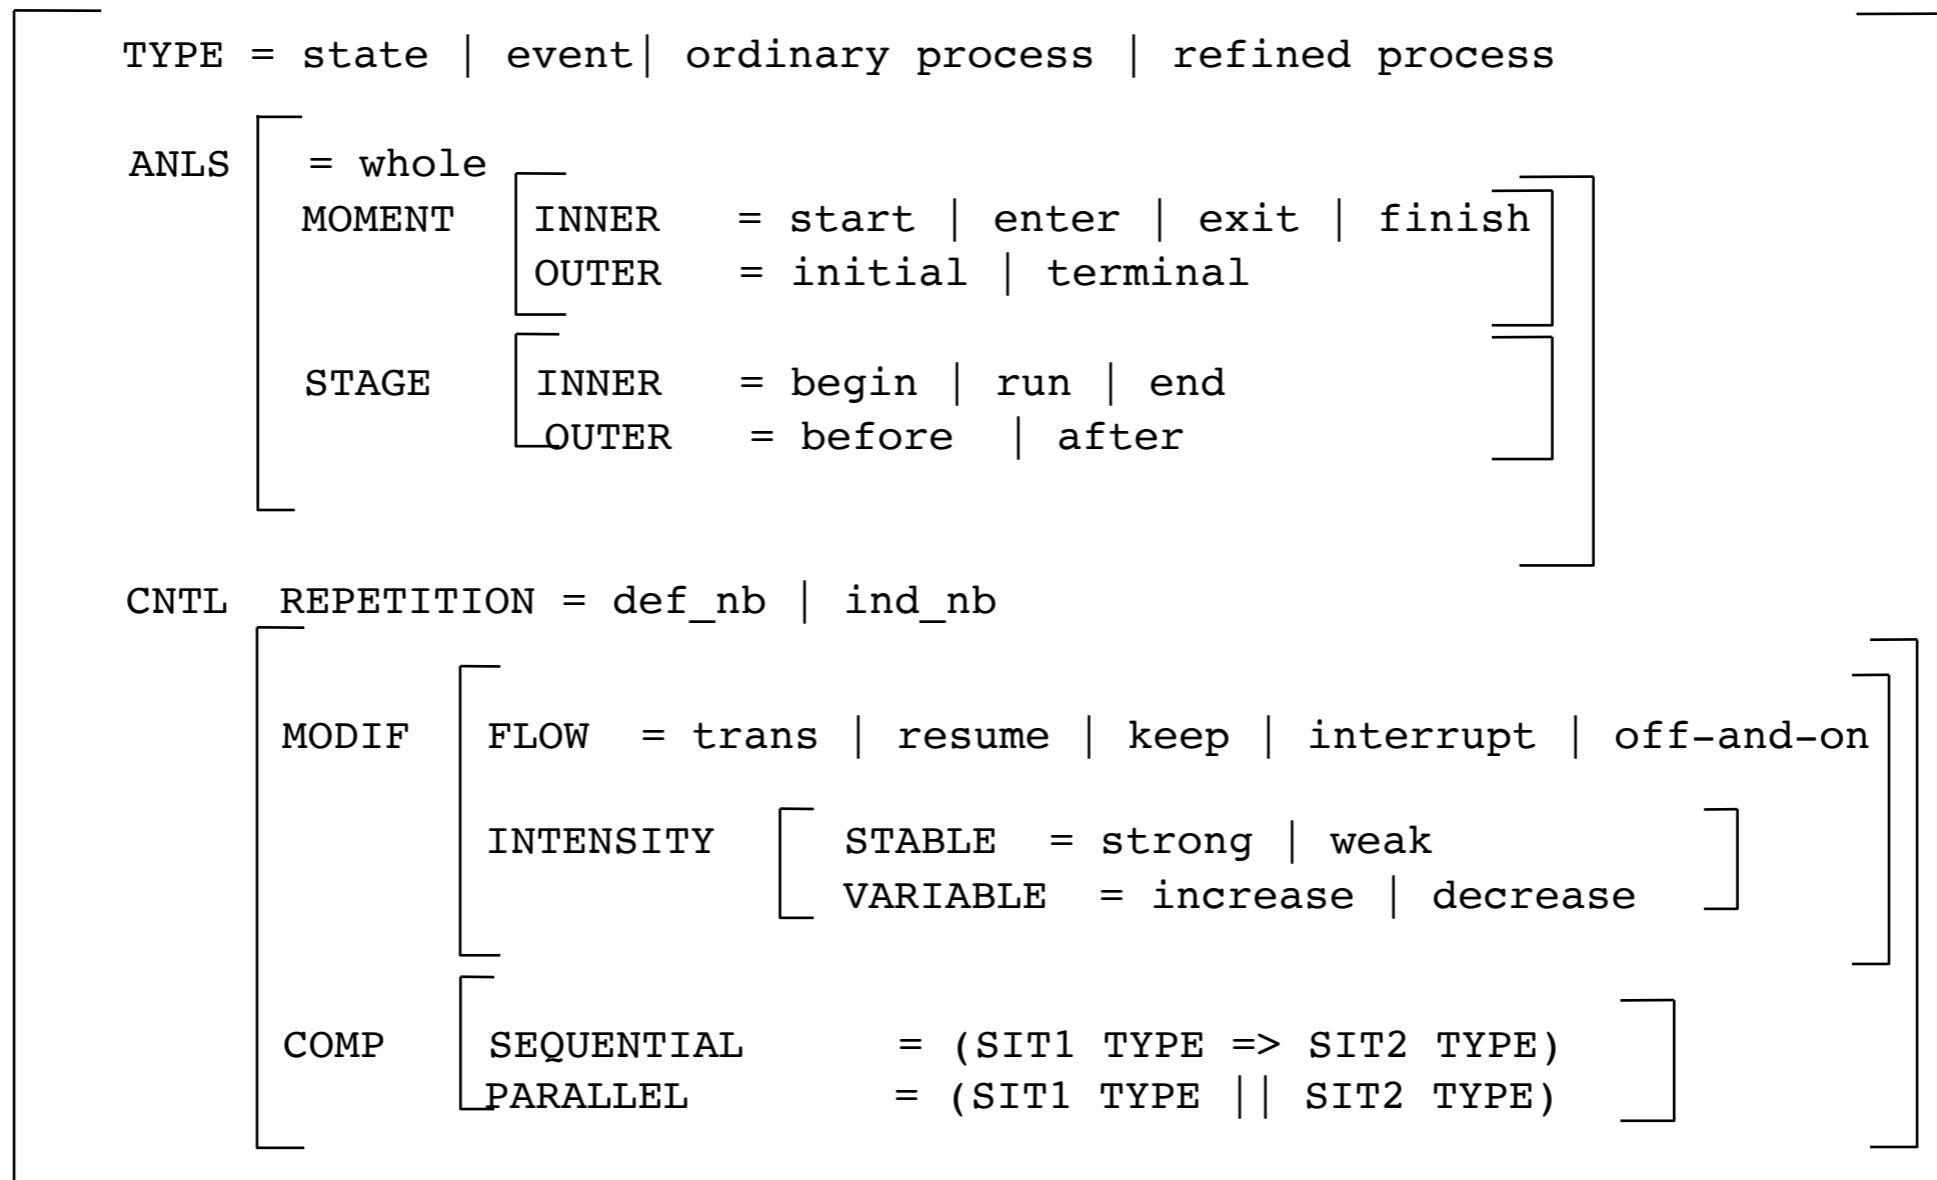 TYPE = state | event| ordinary process | refined process
ANLS = whole
MOMENT INNER = start | enter | exit | finish
OUTER = initial | terminal
STAGE INNER = begin | run | end
OUTER = before | after
CNTL REPETITION = def_nb | ind_nb
MODIF FLOW = trans | resume | keep | interrupt | off-and-on
INTENSITY STABLE = strong | weak
VARIABLE = increase | decrease
COMP SEQUENTIAL = (SIT1 TYPE => SIT2 TYPE)
PARALLEL = (SIT1 TYPE || SIT2 TYPE)